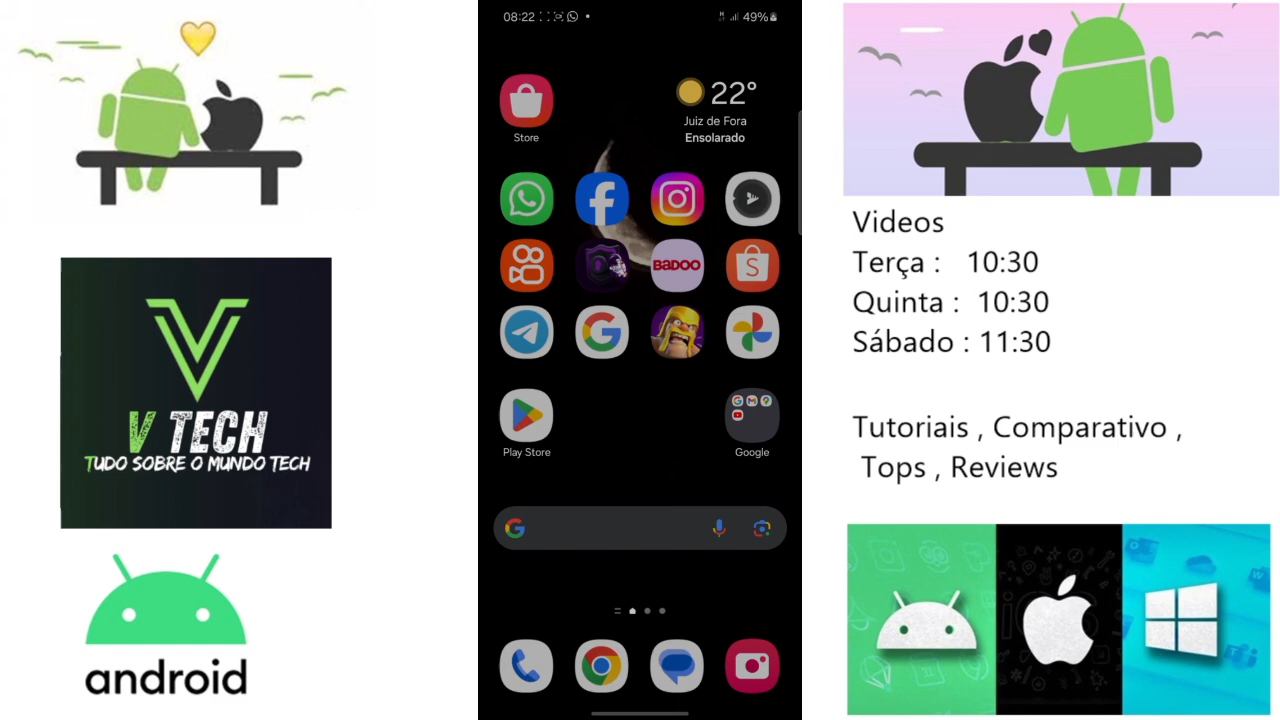 V TECH
TUDO SOBRE O MUNDO TECH
android
08:22
49%
Store
22°
Juiz de Fora
Ensolarado
BADOO
Play Store
Google
Videos
Terça : 10:30
Quinta : 10:30
Sábado : 11:30
Tutoriais , Comparativo ,
Tops , Reviews